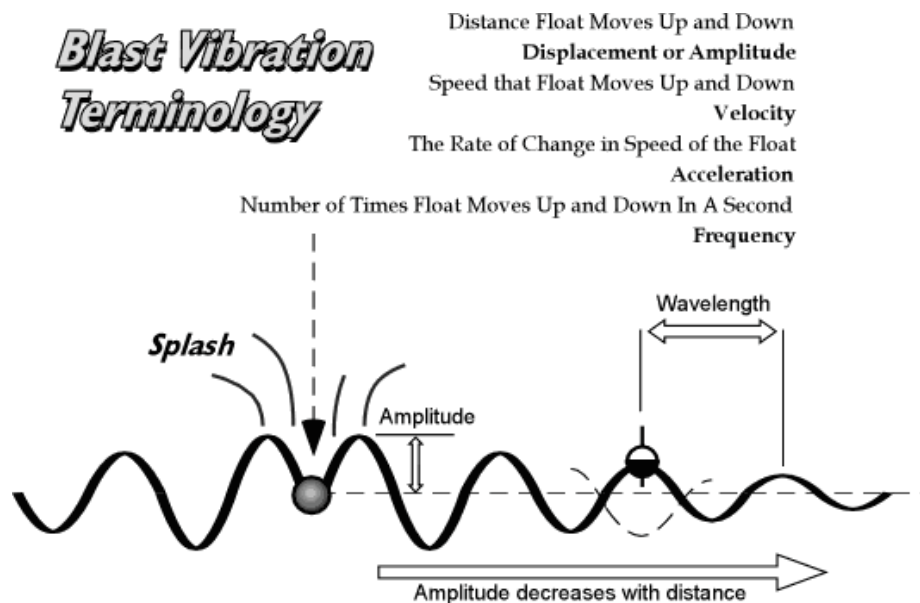 Blast Vibration
Terminology
Distance Float Moves Up and Down
Displacement or Amplitude
Speed that Float Moves Up and Down
Velocity
The Rate of Change in Speed of the Float
Acceleration
Number of Times Float Moves Up and Down In A Second
Frequency
Wavelength
Splash
Amplitude
Amplitude decreases with distance